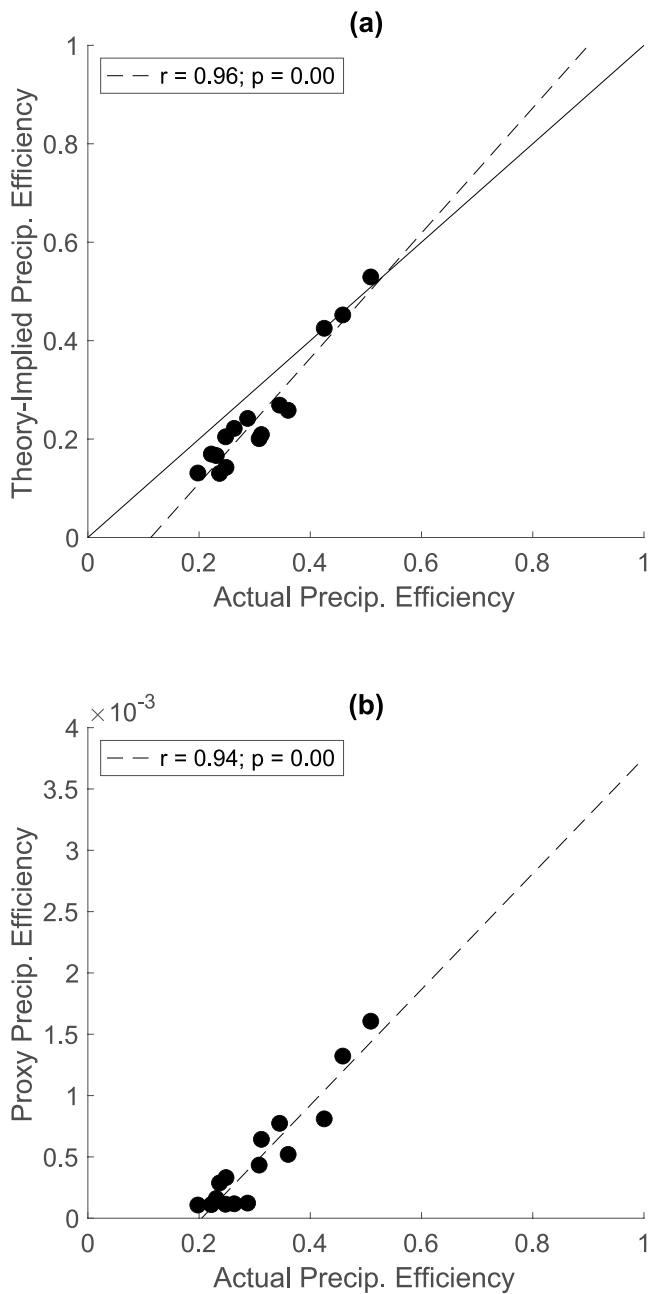 (a)
r = 0.96; p = 0.00
Theory-Implied Precip. Efficiency
1
0.8
0.6
0.4
0.2
0
0 0.2 0.4 0.6 0.8 1
Actual Precip. Efficiency
×10-3
(b)
r = 0.94; p = 0.00
Proxy Precip. Efficiency
4
3.5
3
2.5
2
1.5
1
0.5
0
0 0.2 0.4 0.6 0.8 1
Actual Precip. Efficiency